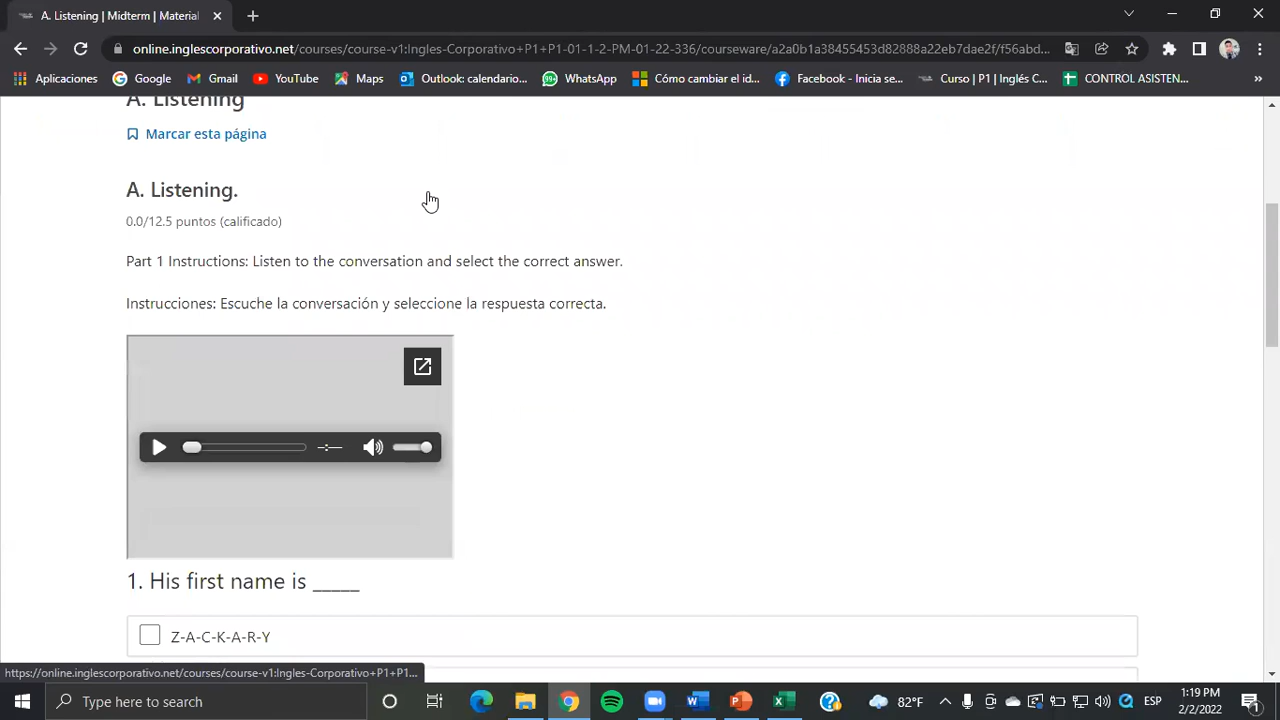 A. Listening | Midterm | Material
online.inglescorporativo.net/courses/course-v1:Ingles-Corporativo+P1+P1-01-1-2-PM-01-22-336/courseware/a2a0b1a38455453d82888a22eb7dae2f/f56abd...
Aplicaciones Google Gmail YouTube Maps Outlook: calendario... WhatsApp Cómo cambiar el id... Facebook - Inicia se... Curso | P1 | Inglés C... CONTROL ASISTEN... »
A. Listening
Marcar esta página
A. Listening.
0.0/12.5 puntos (calificado)
Part 1 Instructions: Listen to the conversation and select the correct answer.
Instrucciones: Escuche la conversación y seleccione la respuesta correcta.
-:--
1. His first name is _____
Z-A-C-K-A-R-Y
https://online.inglescorporativo.net/courses/course-v1:Ingles-Corporativo+P1+P1...
Type here to search
82°F ESP 1:19 PM
2/2/2022